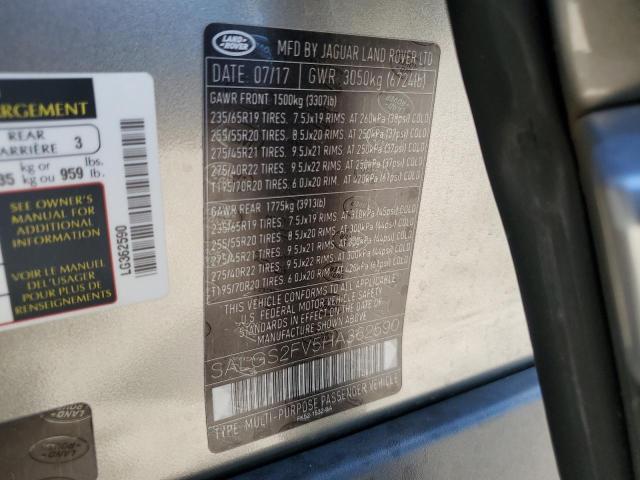 LAND ROVER
MFD BY JAGUAR LAND ROVER LTD
DATE: 07/17 GWR: 3050kg (6724lb)
GAWR FRONT 1500kg (3307lb)
235/65R19 TIRES. 7.5Jx19 RIMS AT 260kPa (38psi) COLD
255/55R20 TIRES. 8.5Jx20 RIMS. AT 250kPa (37psi) COLD
275/45R21 TIRES. 9.5Jx21 RIMS. AT 250kPa (37psi) COLD
275/40R22 TIRES. 9.5Jx22 RIMS. AT 250kPa (37psi) COLD
T195/70R20 TIRES. 6.0Jx20 RIM. AT 420kPa (61psi) COLD
GAWR REAR 1775kg (3913lb)
235/65R19 TIRES 7.5Jx19 RIMS AT 310kPa (45psi) COLD
255/55R20 TIRES. 8.5Jx20 RIMS. AT 300kPa (44psi) COLD
275/45R21 TIRES. 9.5Jx21 RIMS. AT 300kPa (44psi) COLD
275/40R22 TIRES. 9.5Jx22 RIMS. AT 300kPa (44psi) COLD
T195/70R20 TIRES. 6.0Jx20 RIM. AT 420kPa (61psi) COLD
THIS VEHICLE CONFORMS TO ALL APPLICABLE
U.S. FEDERAL MOTOR VEHICLE SAFETY
STANDARDS IN EFFECT ON THE DATE OF
MANUFACTURE SHOWN ABOVE.
SALGS2FV5HA362590
TYPE: MULTI-PURPOSE PASSENGER VEHICLE
ARGEMENT
REAR
ARRIÈRE 3
35 kg or kg ou 959 lbs. lb.
SEE OWNER'S
MANUAL FOR
ADDITIONAL
INFORMATION
VOIR LE MANUEL
DE L'USAGER
POUR PLUS DE
RENSEIGNEMENTS
LG362590